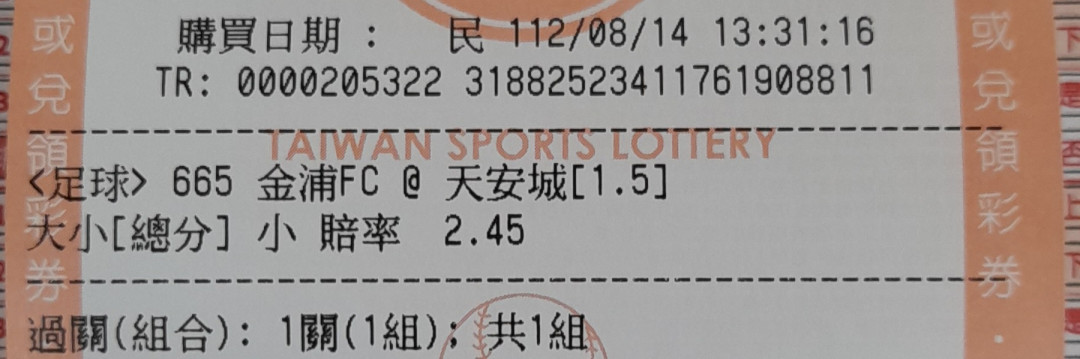 購買日期： 民 112/08/14 13:31:16
TR: 0000205322 31882523411761908811
TAIWAN SPORTS LOTTERY
<足球> 665 金浦FC @ 天安城[1.5]
大小[總分] 小 賠率 2.45
過關(組合): 1關(1組); 共1組
或兌領彩券
或兌領彩券．